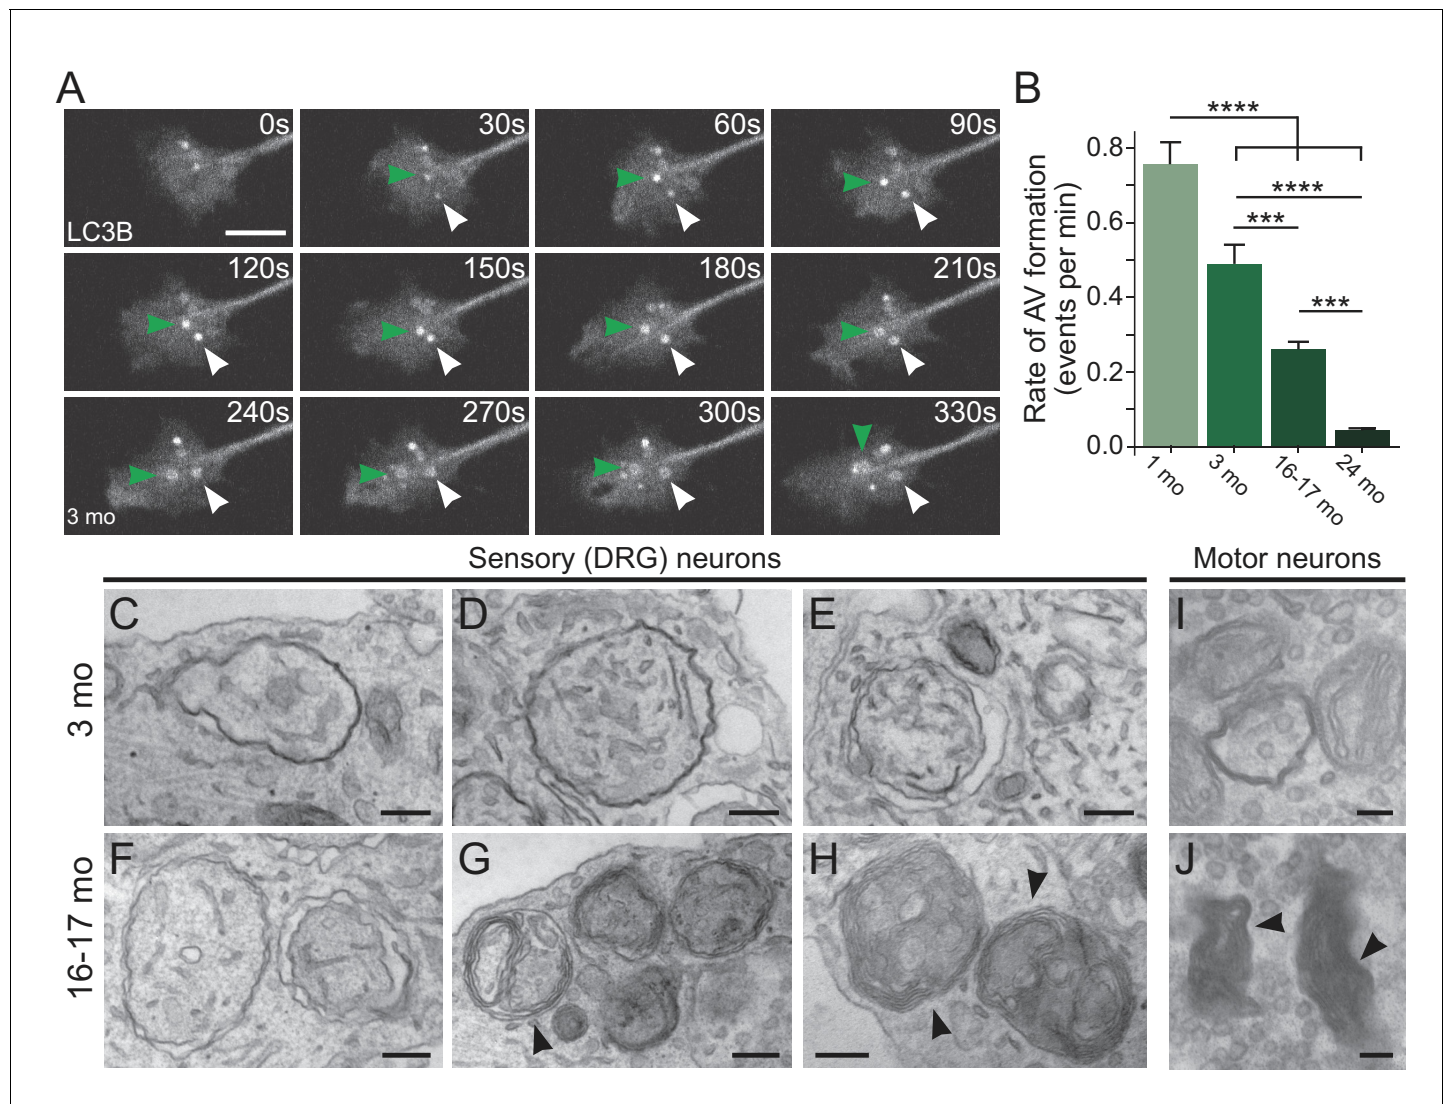 A
0s
30s
60s
90s
LC3B
120s
150s
180s
210s
240s
270s
300s
330s
3 mo
B
Rate of AV formation
(events per min)
0.8
0.6
0.4
0.2
0.0
****
****
***
***
1 mo
3 mo
16-17 mo
24 mo
Sensory (DRG) neurons
Motor neurons
3 mo
C
D
E
I
16-17 mo
F
G
H
J